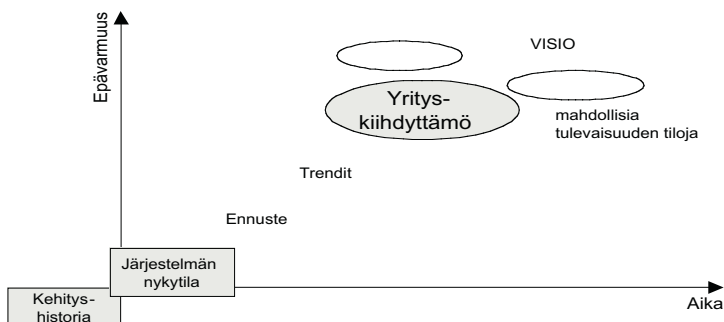 Epävarmuus
VISIO
Yritys-
kiihdyttämö
mahdollisia
tulevaisuuden tiloja
Trendit
Ennuste
Järjestelmän
nykytila
Aika
Kehitys-
historia